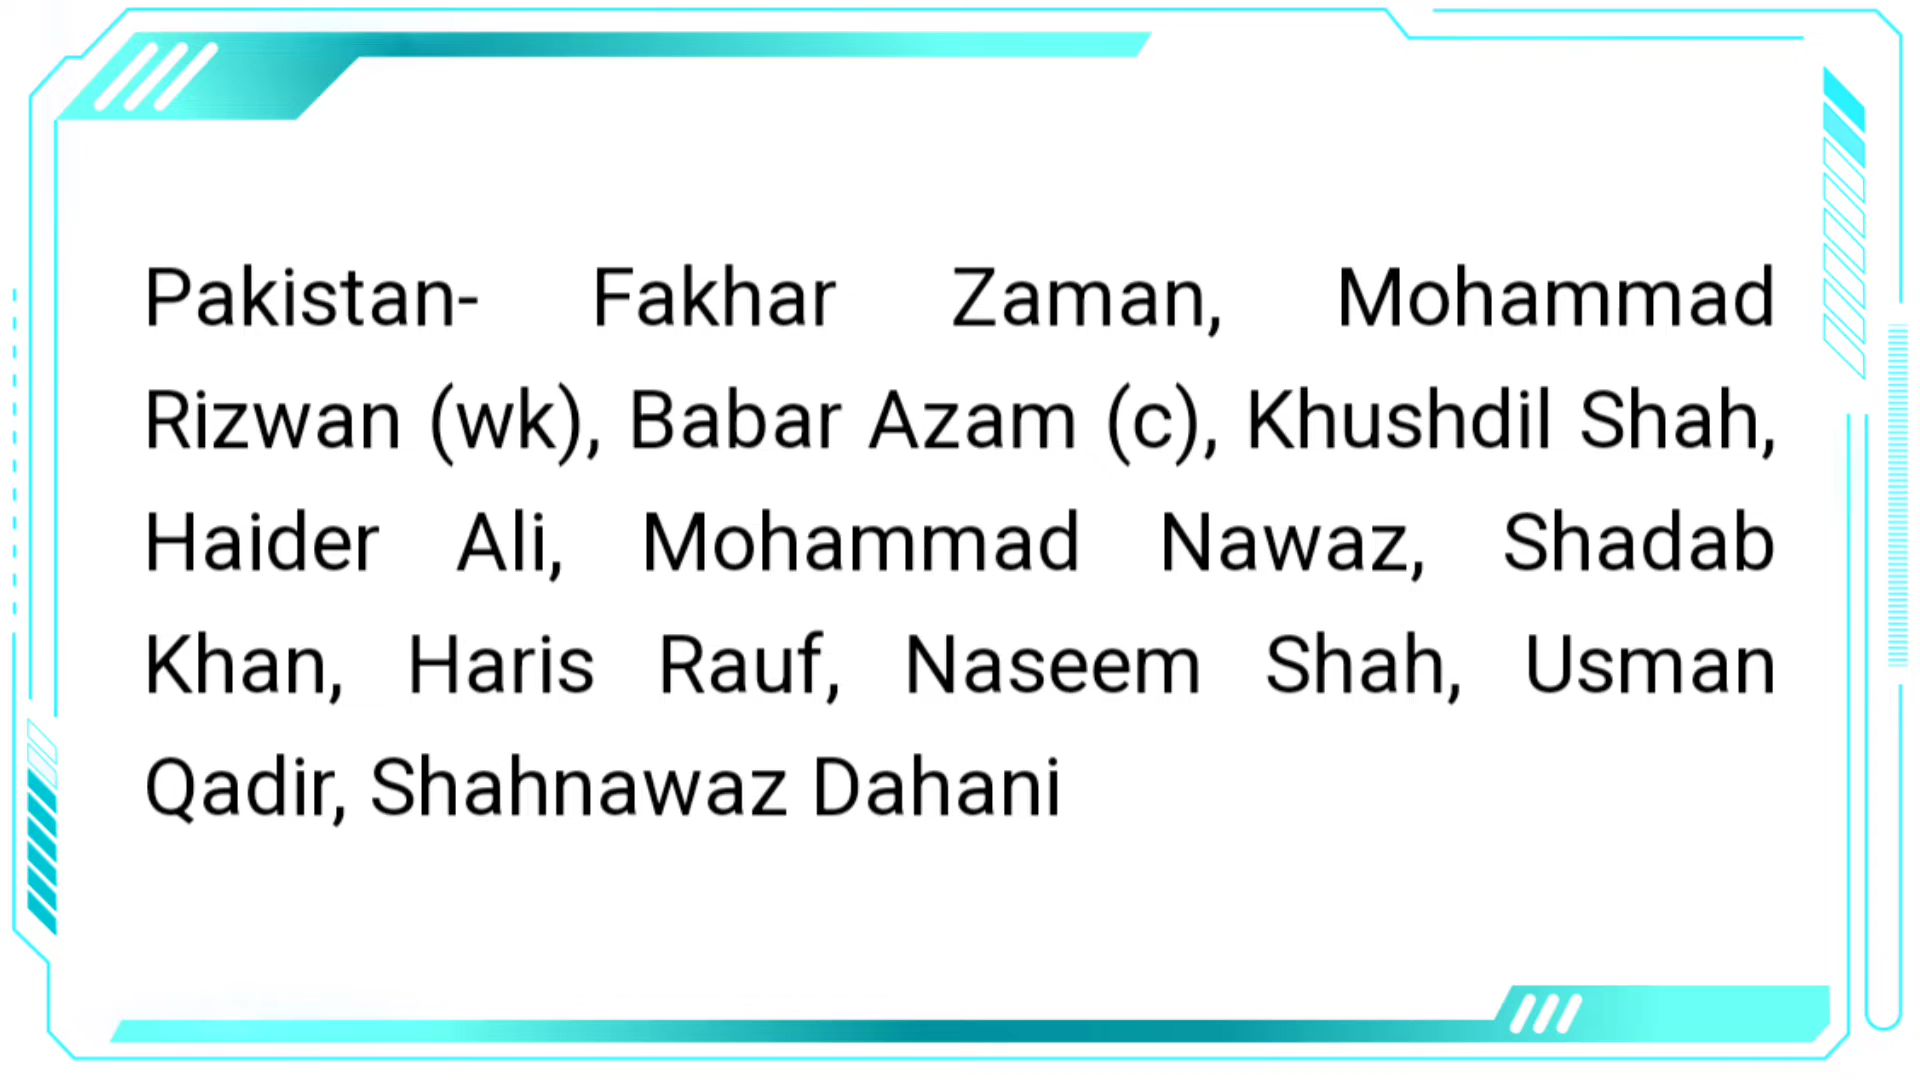 Pakistan- Fakhar Zaman, Mohammad
Rizwan (wk), Babar Azam (c), Khushdil Shah,
Haider Ali, Mohammad Nawaz, Shadab
Khan, Haris Rauf, Naseem Shah, Usman
Qadir, Shahnawaz Dahani